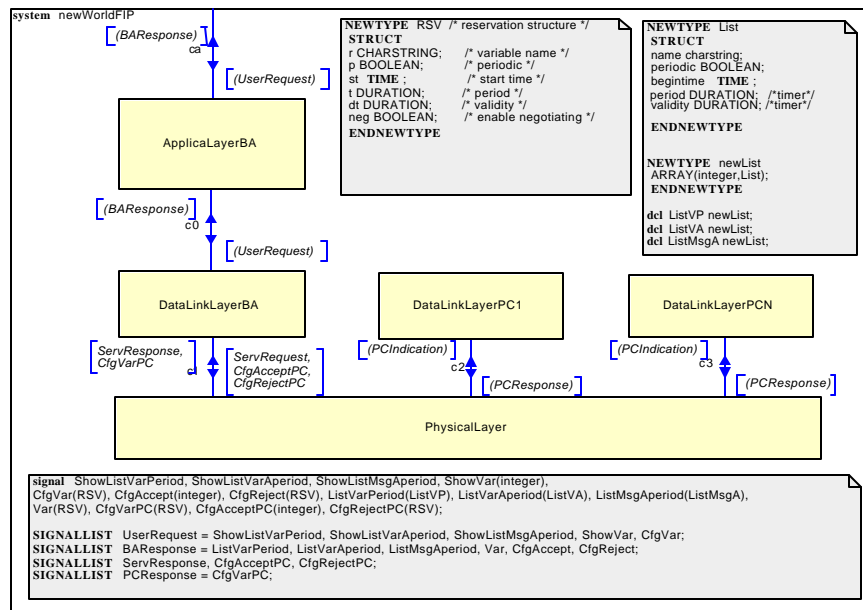 system newWorldFIP
(BAResponse)
ca
(UserRequest)
ApplicaLayerBA
(BAResponse)
c0
(UserRequest)
DataLinkLayerBA
DataLinkLayerPC1
DataLinkLayerPCN
ServResponse,
CfgVarPC
ServRequest,
CfgAcceptPC,
CfgRejectPC
(PCIndication)
c2
(PCResponse)
(PCIndication)
c3
(PCResponse)
PhysicalLayer
NEWTYPE RSV /* reservation structure */
STRUCT
r CHARSTRING; /* variable name */
p BOOLEAN; /* periodic */
st TIME ; /* start time */
t DURATION; /* period */
dt DURATION; /* validity */
neg BOOLEAN; /* enable negotiating */
ENDNEWTYPE
NEWTYPE List
STRUCT
name charstring;
periodic BOOLEAN;
begintime TIME ;
period DURATION; /*timer*/
validity DURATION; /*timer*/
ENDNEWTYPE
NEWTYPE newList
ARRAY(integer,List);
ENDNEWTYPE
dcl ListVP newList;
dcl ListVA newList;
dcl ListMsgA newList;
signal ShowListVarPeriod, ShowListVarAperiod, ShowListMsgAperiod, ShowVar(integer),
CfgVar(RSV), CfgAccept(integer), CfgReject(RSV), ListVarPeriod(ListVP), ListVarAperiod(ListVA), ListMsgAperiod(ListMsgA),
Var(RSV), CfgVarPC(RSV), CfgAcceptPC(integer), CfgRejectPC(RSV);
SIGNALLIST UserRequest = ShowListVarPeriod, ShowListVarAperiod, ShowListMsgAperiod, ShowVar, CfgVar;
SIGNALLIST BAResponse = ListVarPeriod, ListVarAperiod, ListMsgAperiod, Var, CfgAccept, CfgReject;
SIGNALLIST ServResponse, CfgAcceptPC, CfgRejectPC;
SIGNALLIST PCResponse = CfgVarPC;